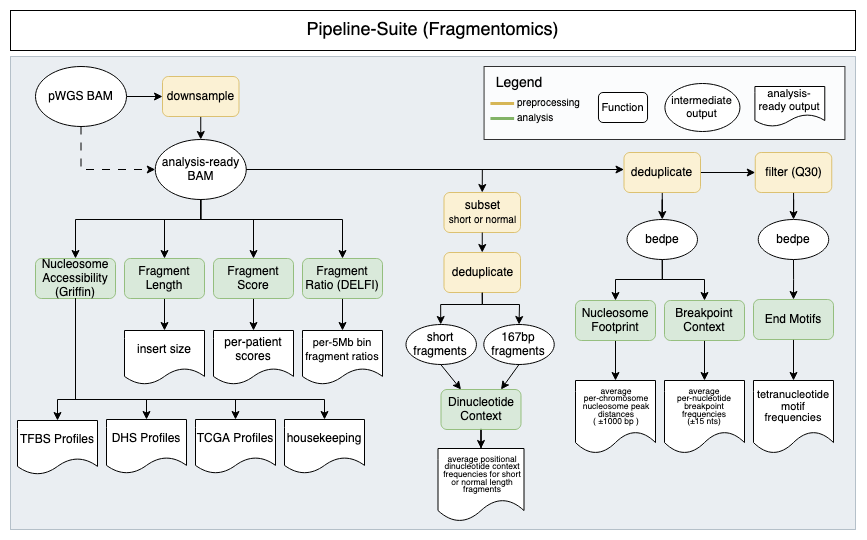 Pipeline-Suite (Fragmentomics)
pWGS BAM
downsample
Legend
preprocessing
analysis
Function
intermediate
output
analysis-
ready output
analysis-ready
BAM
deduplicate
filter (Q30)
subset
short or normal
bedpe
bedpe
deduplicate
Nucleosome
Accessibility
(Griffin)
Fragment
Length
Fragment
Score
Fragment
Ratio (DELFI)
Nucleosome
Footprint
Breakpoint
Context
End Motifs
insert size
per-patient
scores
per-5Mb bin
fragment ratios
short
fragments
167bp
fragments
Dinucleotide
Context
average
per-chromosome
nucleosome peak
distances
( ±1000 bp )
average
per-nucleotide
breakpoint
frequencies
(±15 nts)
tetranucleotide
motif
frequencies
TFBS Profiles
DHS Profiles
TCGA Profiles
housekeeping
average positional
dinucleotide context
frequencies for short
or normal length
fragments